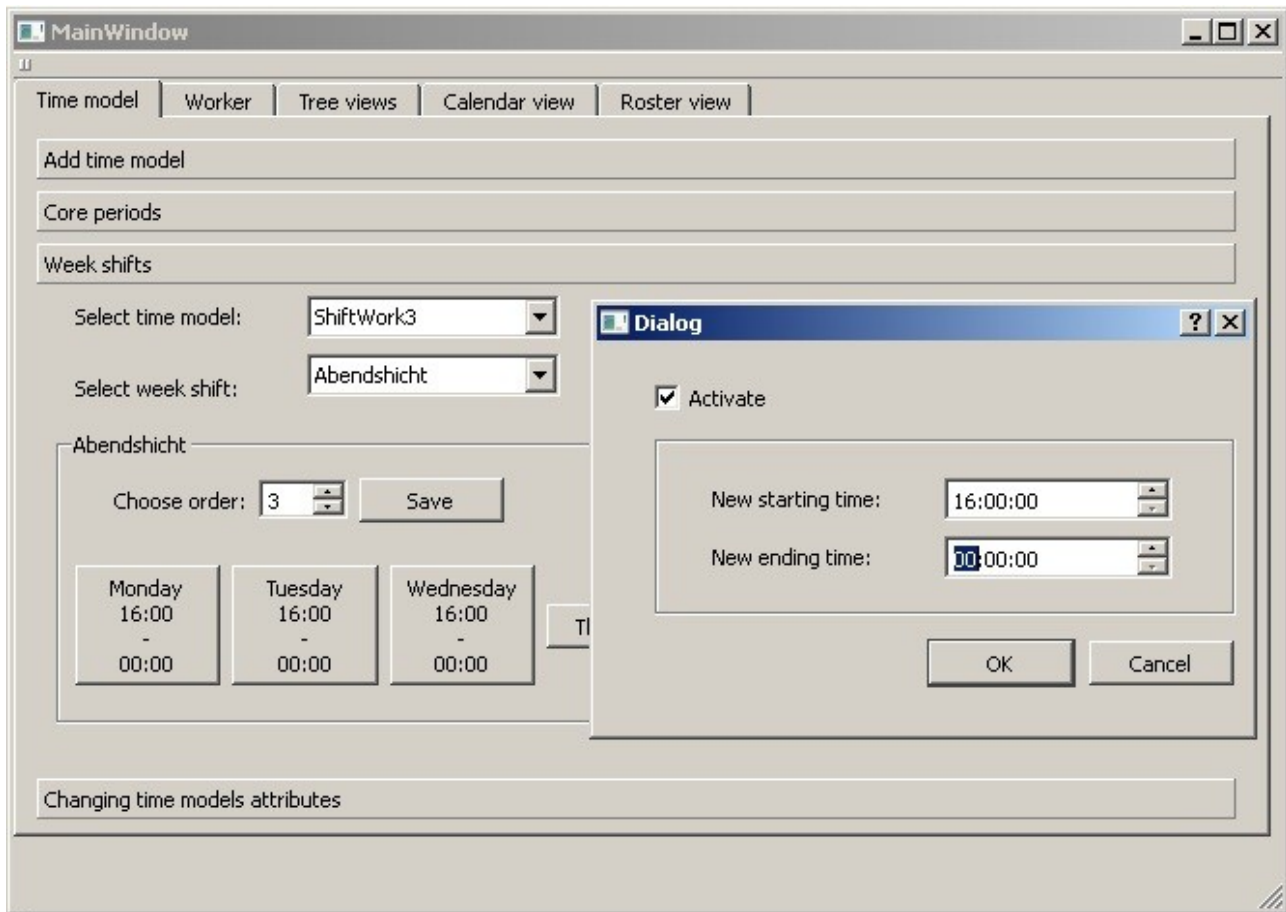 MainWindow
Time model Worker Tree views Calendar view Roster view
Add time model
Core periods
Week shifts
Select time model: ShiftWork3
Select week shift: Abendshicht
Abendshicht
Choose order: 3 Save
Monday
16:00
-
00:00
Tuesday
16:00
-
00:00
Wednesday
16:00
-
00:00
Dialog
Activate
New starting time: 16:00:00
New ending time: 00:00:00
OK Cancel
Changing time models attributes